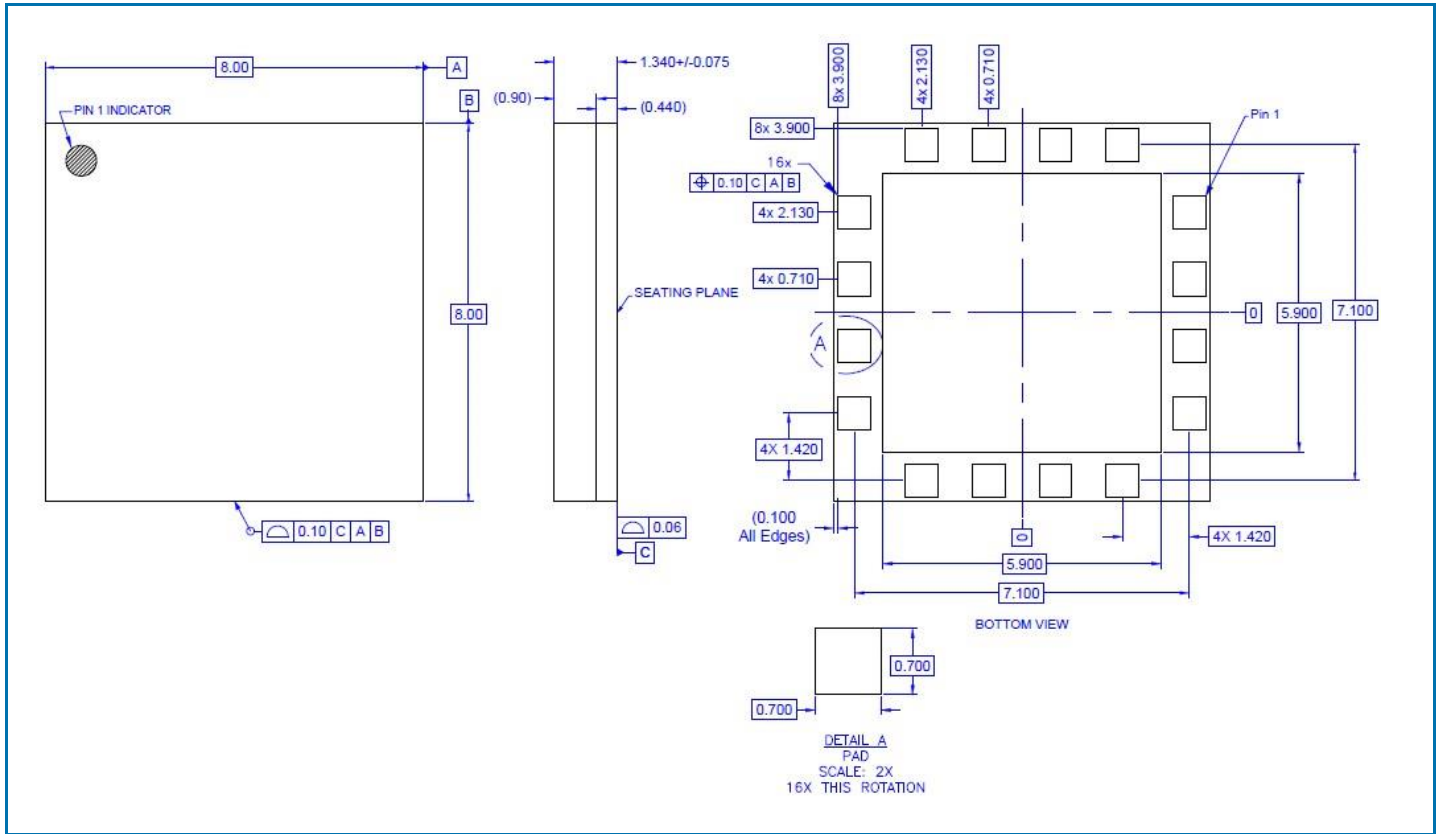 8.00
A
B
PIN 1 INDICATOR
8.00
⌓ 0.10 C A B
1.340+/-0.075
(0.90)
(0.440)
SEATING PLANE
⌓ 0.06
C
8x 3.900
4x 2.130
4x 0.710
8x 3.900
16x
⌖ 0.10 C A B
4x 2.130
4x 0.710
A
4X 1.420
(0.100
All Edges)
Pin 1
0
5.900
7.100
0
4X 1.420
5.900
7.100
BOTTOM VIEW
0.700
0.700
DETAIL A
PAD
SCALE: 2X
16X THIS ROTATION